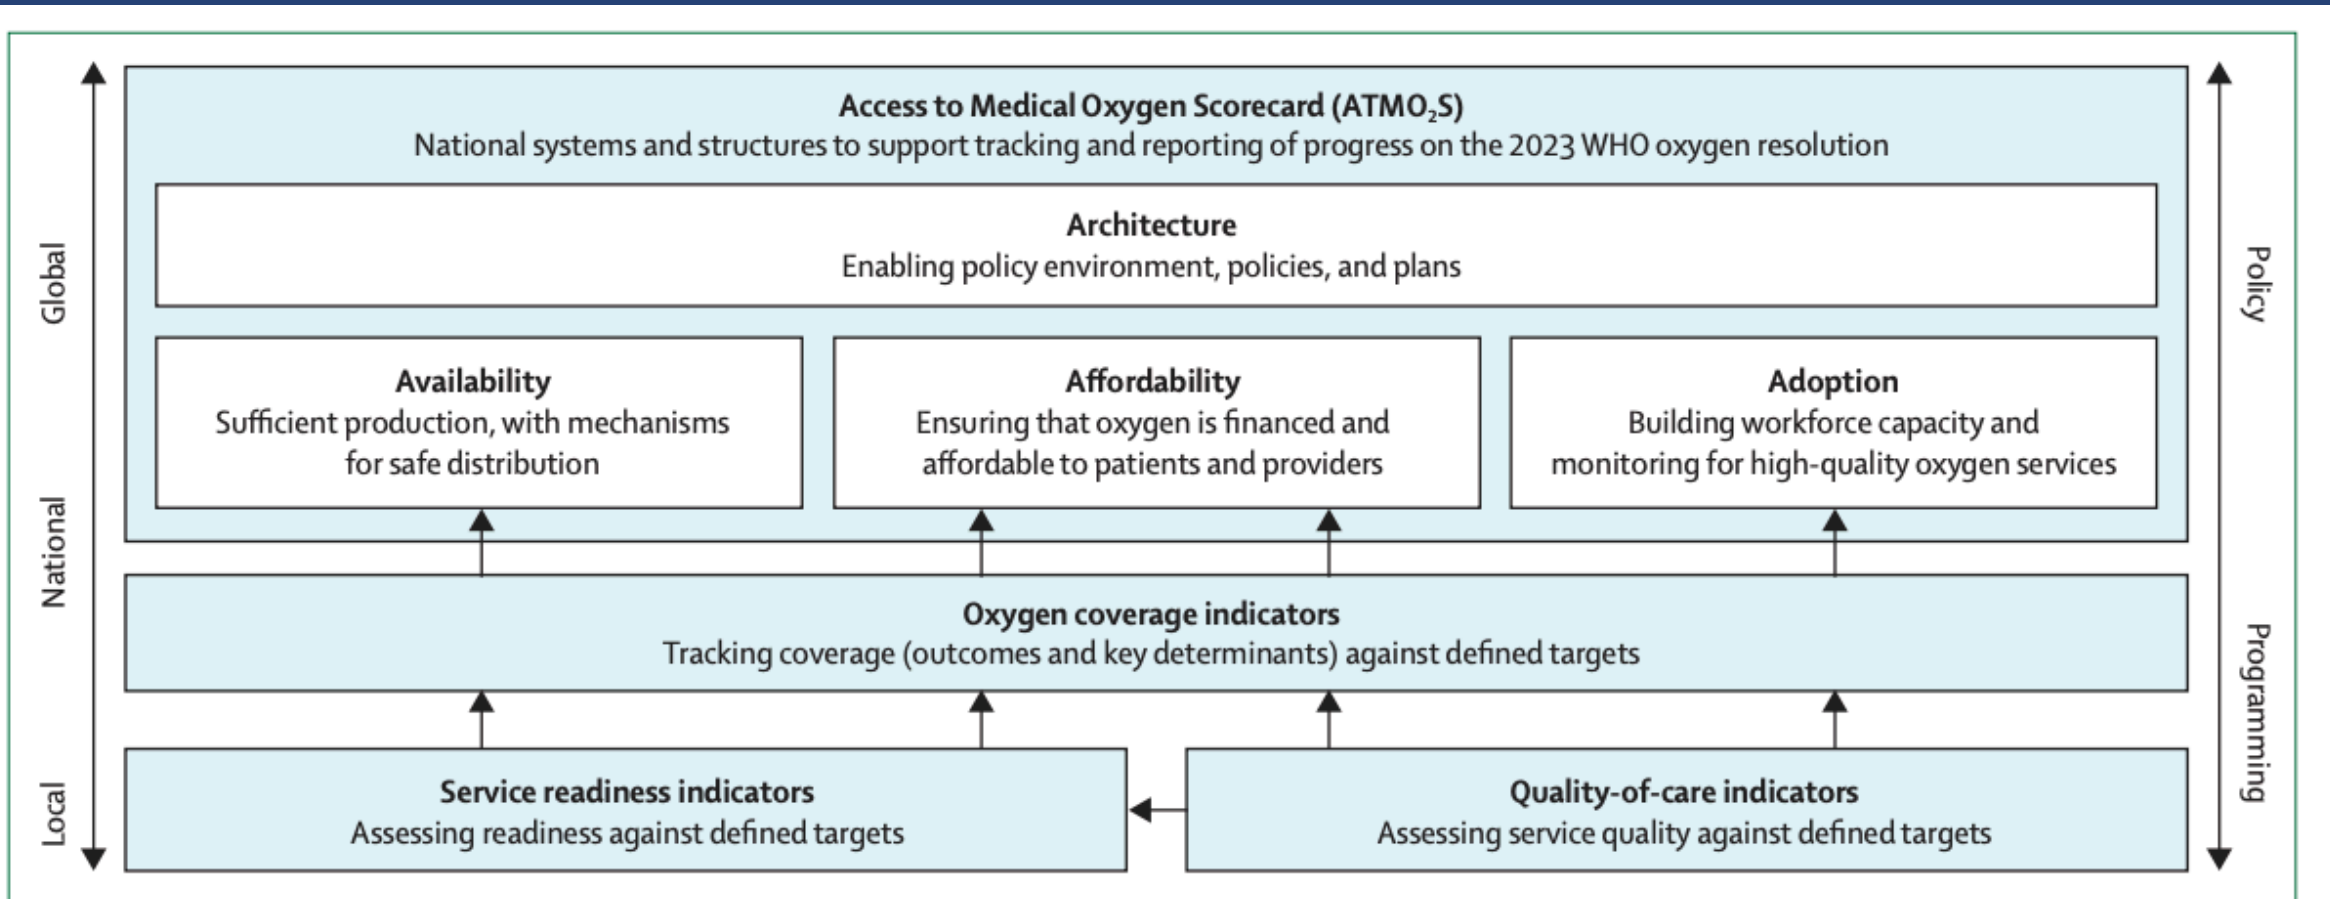 Access to Medical Oxygen Scorecard (ATMO₂S)
National systems and structures to support tracking and reporting of progress on the 2023 WHO oxygen resolution
Architecture
Enabling policy environment, policies, and plans
Availability
Sufficient production, with mechanisms
for safe distribution
Affordability
Ensuring that oxygen is financed and
affordable to patients and providers
Adoption
Building workforce capacity and
monitoring for high-quality oxygen services
Oxygen coverage indicators
Tracking coverage (outcomes and key determinants) against defined targets
Service readiness indicators
Assessing readiness against defined targets
Quality-of-care indicators
Assessing service quality against defined targets
Global
National
Local
Policy
Programming